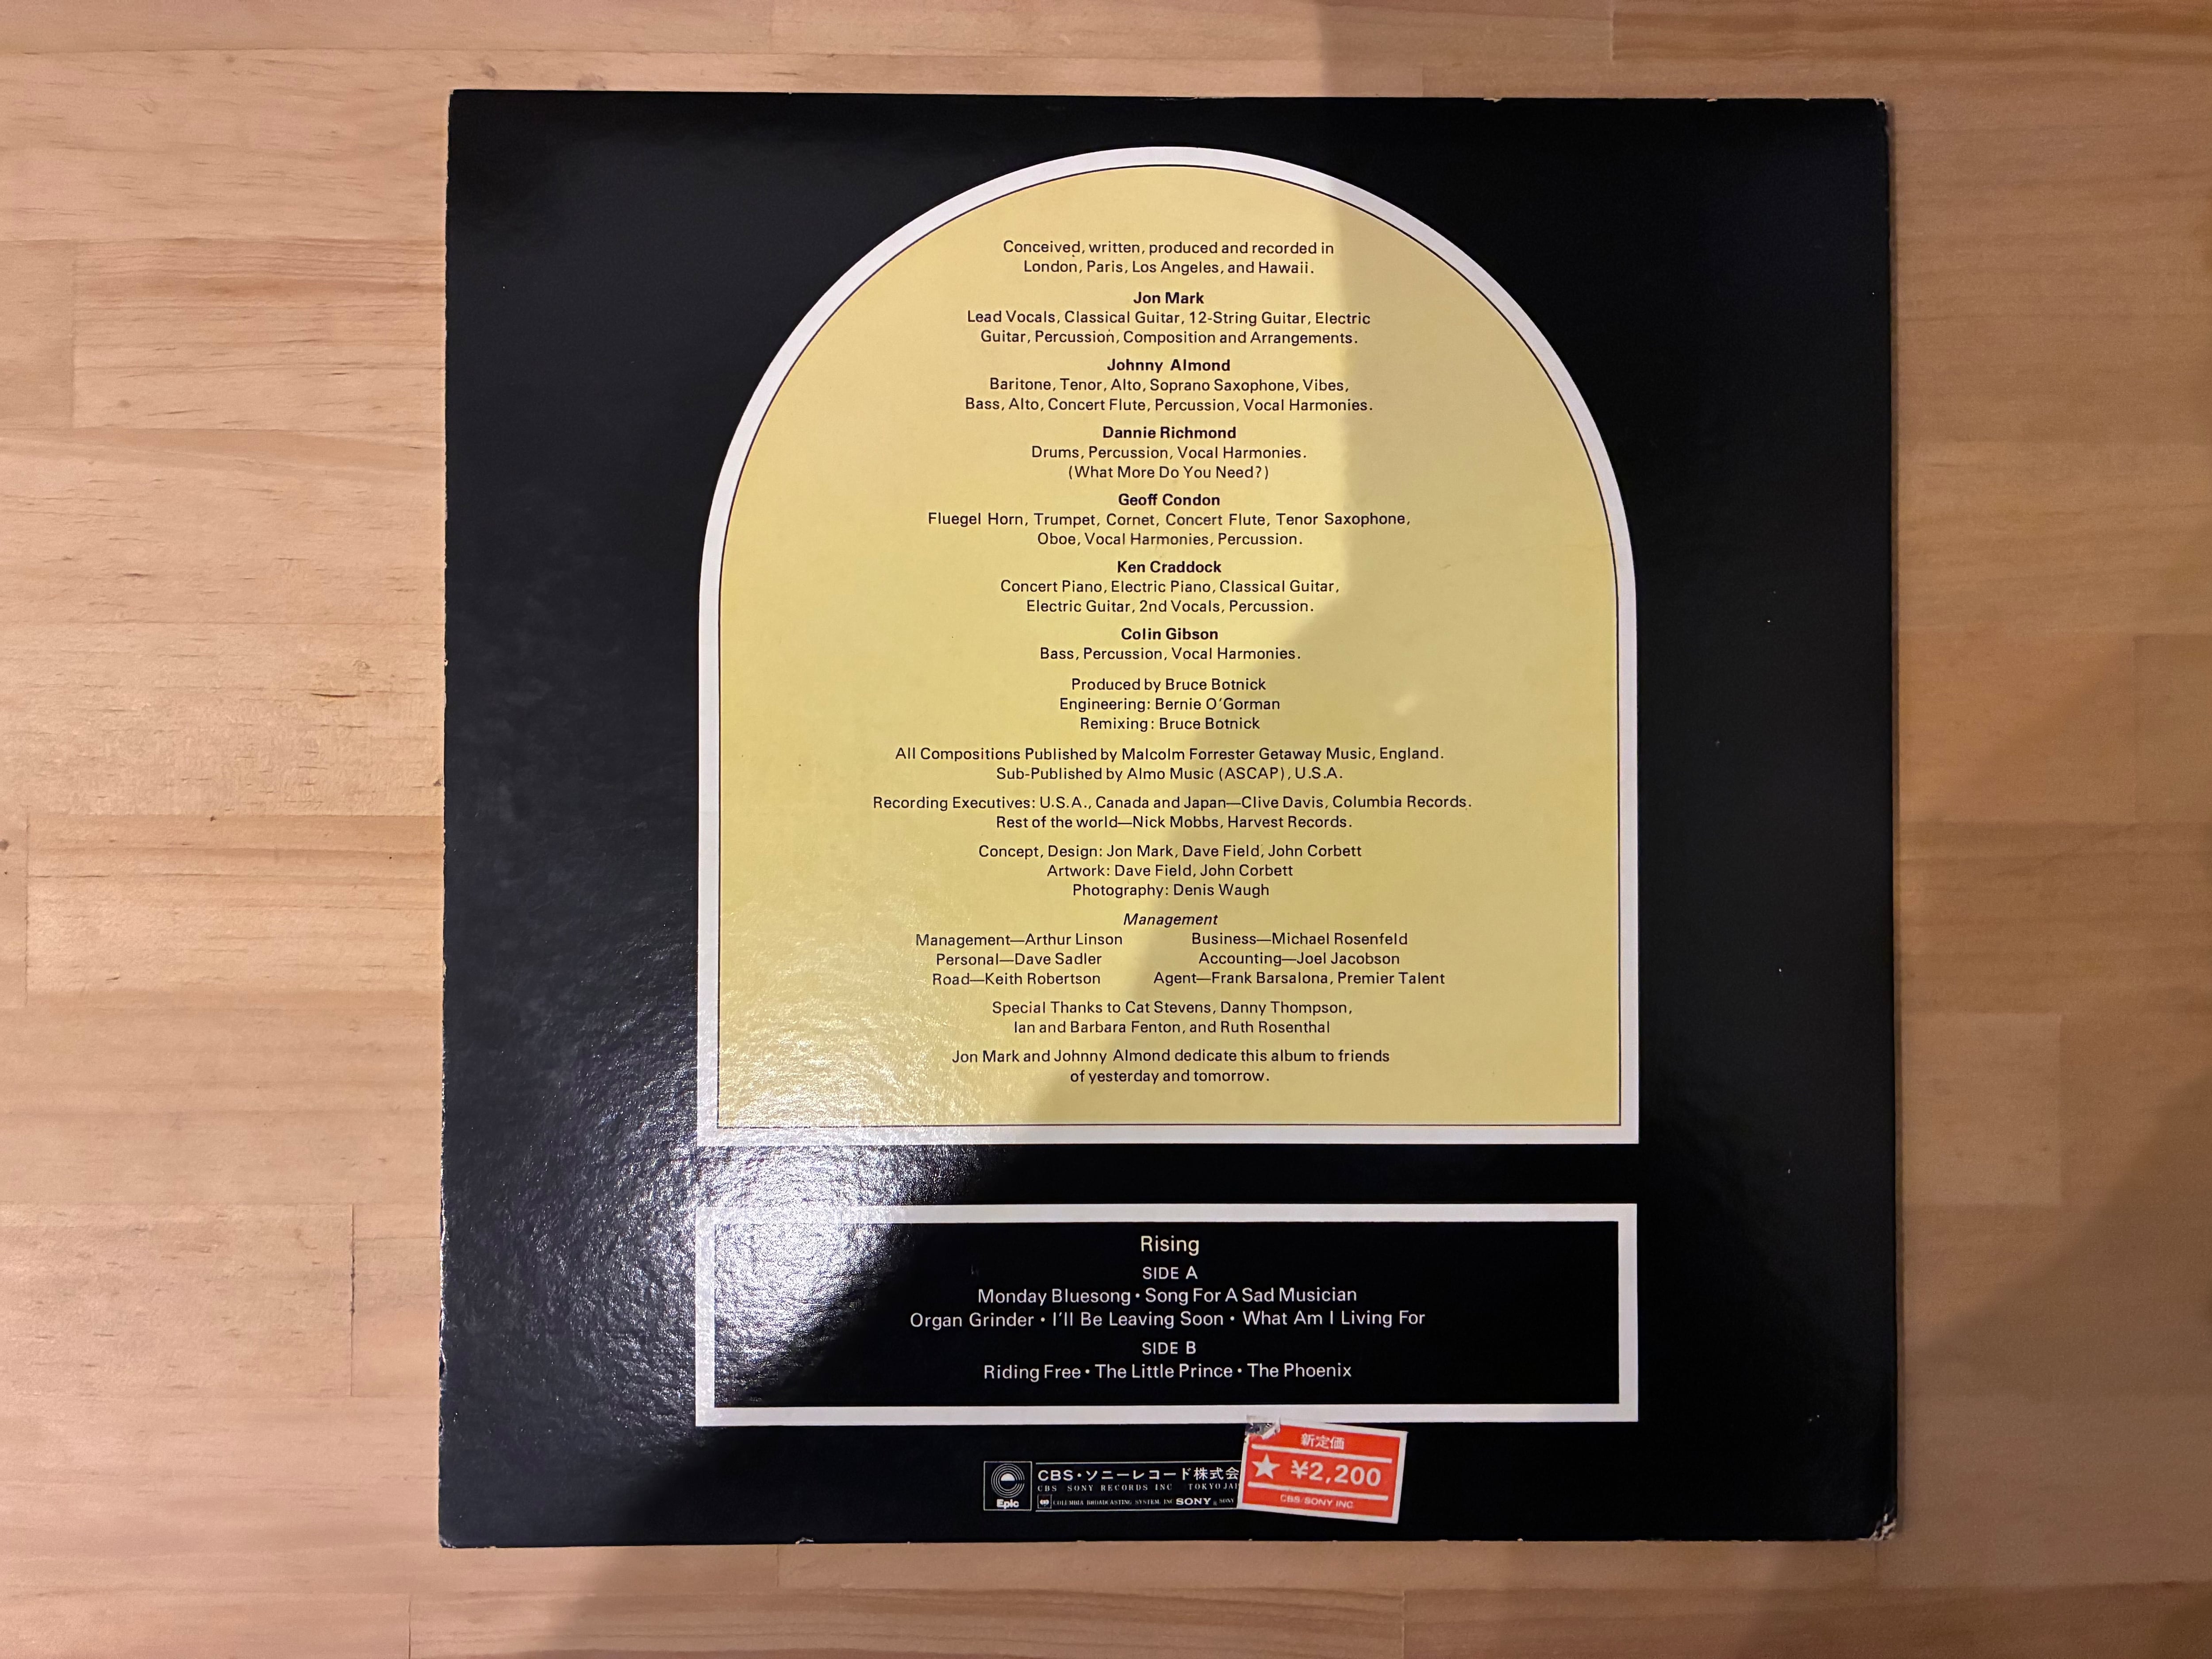 Conceived, written, produced and recorded in
London, Paris, Los Angeles, and Hawaii.
Jon Mark
Lead Vocals, Classical Guitar, 12-String Guitar, Electric
Guitar, Percussion, Composition and Arrangements.
Johnny Almond
Baritone, Tenor, Alto, Soprano Saxophone, Vibes,
Bass, Alto, Concert Flute, Percussion, Vocal Harmonies.
Dannie Richmond
Drums, Percussion, Vocal Harmonies.
(What More Do You Need?)
Geoff Condon
Fluegel Horn, Trumpet, Cornet, Concert Flute, Tenor Saxophone,
Oboe, Vocal Harmonies, Percussion.
Ken Craddock
Concert Piano, Electric Piano, Classical Guitar,
Electric Guitar, 2nd Vocals, Percussion.
Colin Gibson
Bass, Percussion, Vocal Harmonies.
Produced by Bruce Botnick
Engineering: Bernie O'Gorman
Remixing: Bruce Botnick
All Compositions Published by Malcolm Forrester Getaway Music, England.
Sub-Published by Almo Music (ASCAP), U.S.A.
Recording Executives: U.S.A., Canada and Japan—Clive Davis, Columbia Records.
Rest of the world—Nick Mobbs, Harvest Records.
Concept, Design: Jon Mark, Dave Field, John Corbett
Artwork: Dave Field, John Corbett
Photography: Denis Waugh
Management
Management—Arthur Linson Business—Michael Rosenfeld
Personal—Dave Sadler Accounting—Joel Jacobson
Road—Keith Robertson Agent—Frank Barsalona, Premier Talent
Special Thanks to Cat Stevens, Danny Thompson,
Ian and Barbara Fenton, and Ruth Rosenthal
Jon Mark and Johnny Almond dedicate this album to friends
of yesterday and tomorrow.
Rising
SIDE A
Monday Bluesong • Song For A Sad Musician
Organ Grinder • I'll Be Leaving Soon • What Am I Living For
SIDE B
Riding Free • The Little Prince • The Phoenix
Epic
CBS・ソニーレコード株式会
CBS SONY RECORDS INC TOKYO
COLUMBIA BROADCASTING SYSTEM, INC SONY SONY
新定価
★ ¥2,200
CBS/SONY INC.